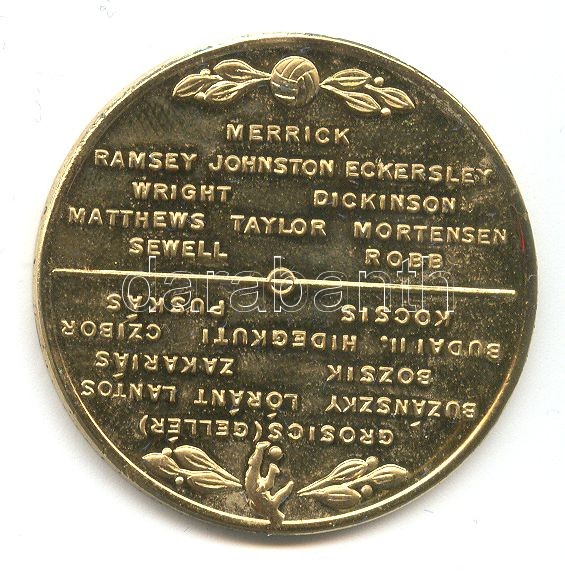 MERRICK
RAMSEY JOHNSTON ECKERSLEY
WRIGHT DICKINSON
MATTHEWS TAYLOR MORTENSEN
SEWELL ROBB
darabanth
GROSICS (GELLÉR)
BUZÁNSZKY LÓRÁNT LANTOS
BOZSIK ZAKARIÁS
BUDAI II. HIDEGKUTI CZIBOR
KOCSIS PUSKÁS